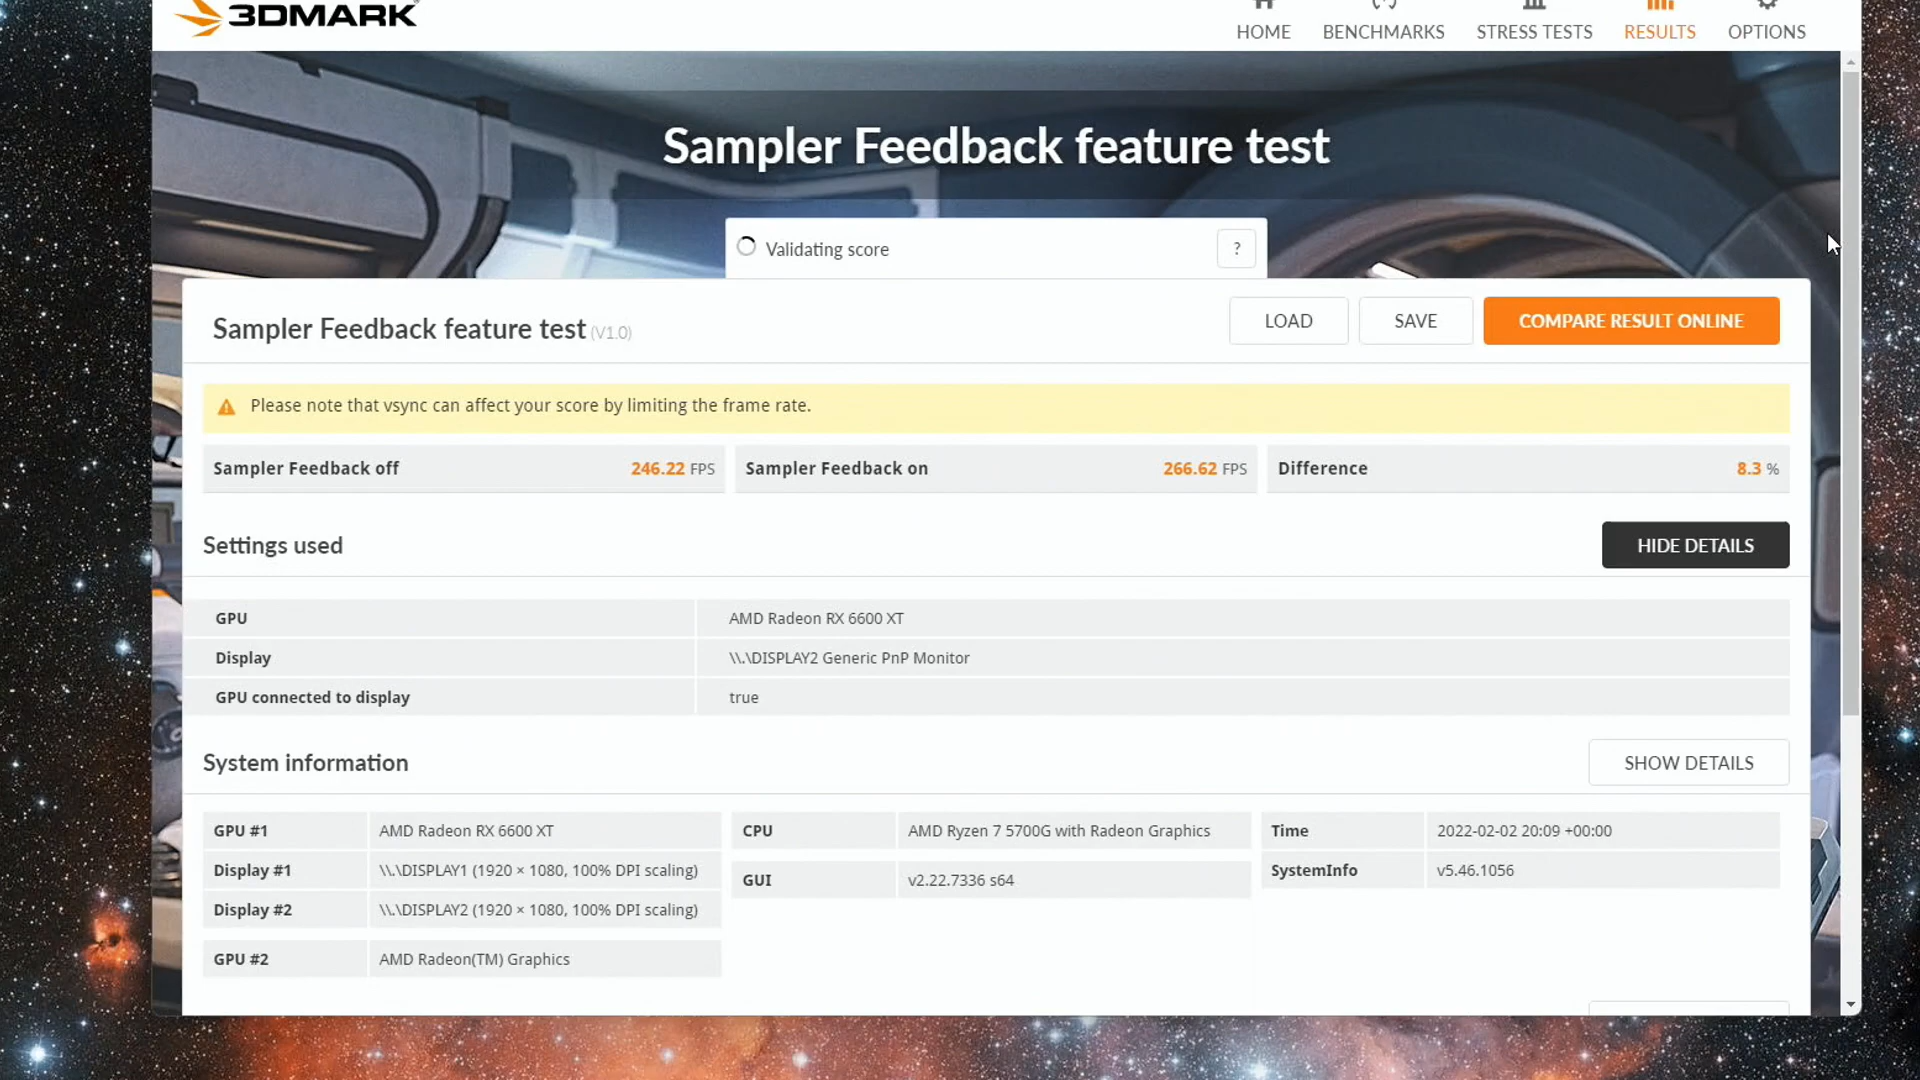 3DMARK
HOME
BENCHMARKS
STRESS TESTS
RESULTS
OPTIONS
Sampler Feedback feature test
Validating score
?
Sampler Feedback feature test (V1.0)
LOAD
SAVE
COMPARE RESULT ONLINE
Please note that vsync can affect your score by limiting the frame rate.
Sampler Feedback off 246.22 FPS
Sampler Feedback on 266.62 FPS
Difference 8.3 %
Settings used
HIDE DETAILS
GPU AMD Radeon RX 6600 XT
Display \\.\DISPLAY2 Generic PnP Monitor
GPU connected to display true
System information
SHOW DETAILS
GPU #1 AMD Radeon RX 6600 XT
Display #1 \\.\DISPLAY1 (1920 × 1080, 100% DPI scaling)
Display #2 \\.\DISPLAY2 (1920 × 1080, 100% DPI scaling)
GPU #2 AMD Radeon(TM) Graphics
CPU AMD Ryzen 7 5700G with Radeon Graphics
GUI v2.22.7336 s64
Time 2022-02-02 20:09 +00:00
SystemInfo v5.46.1056